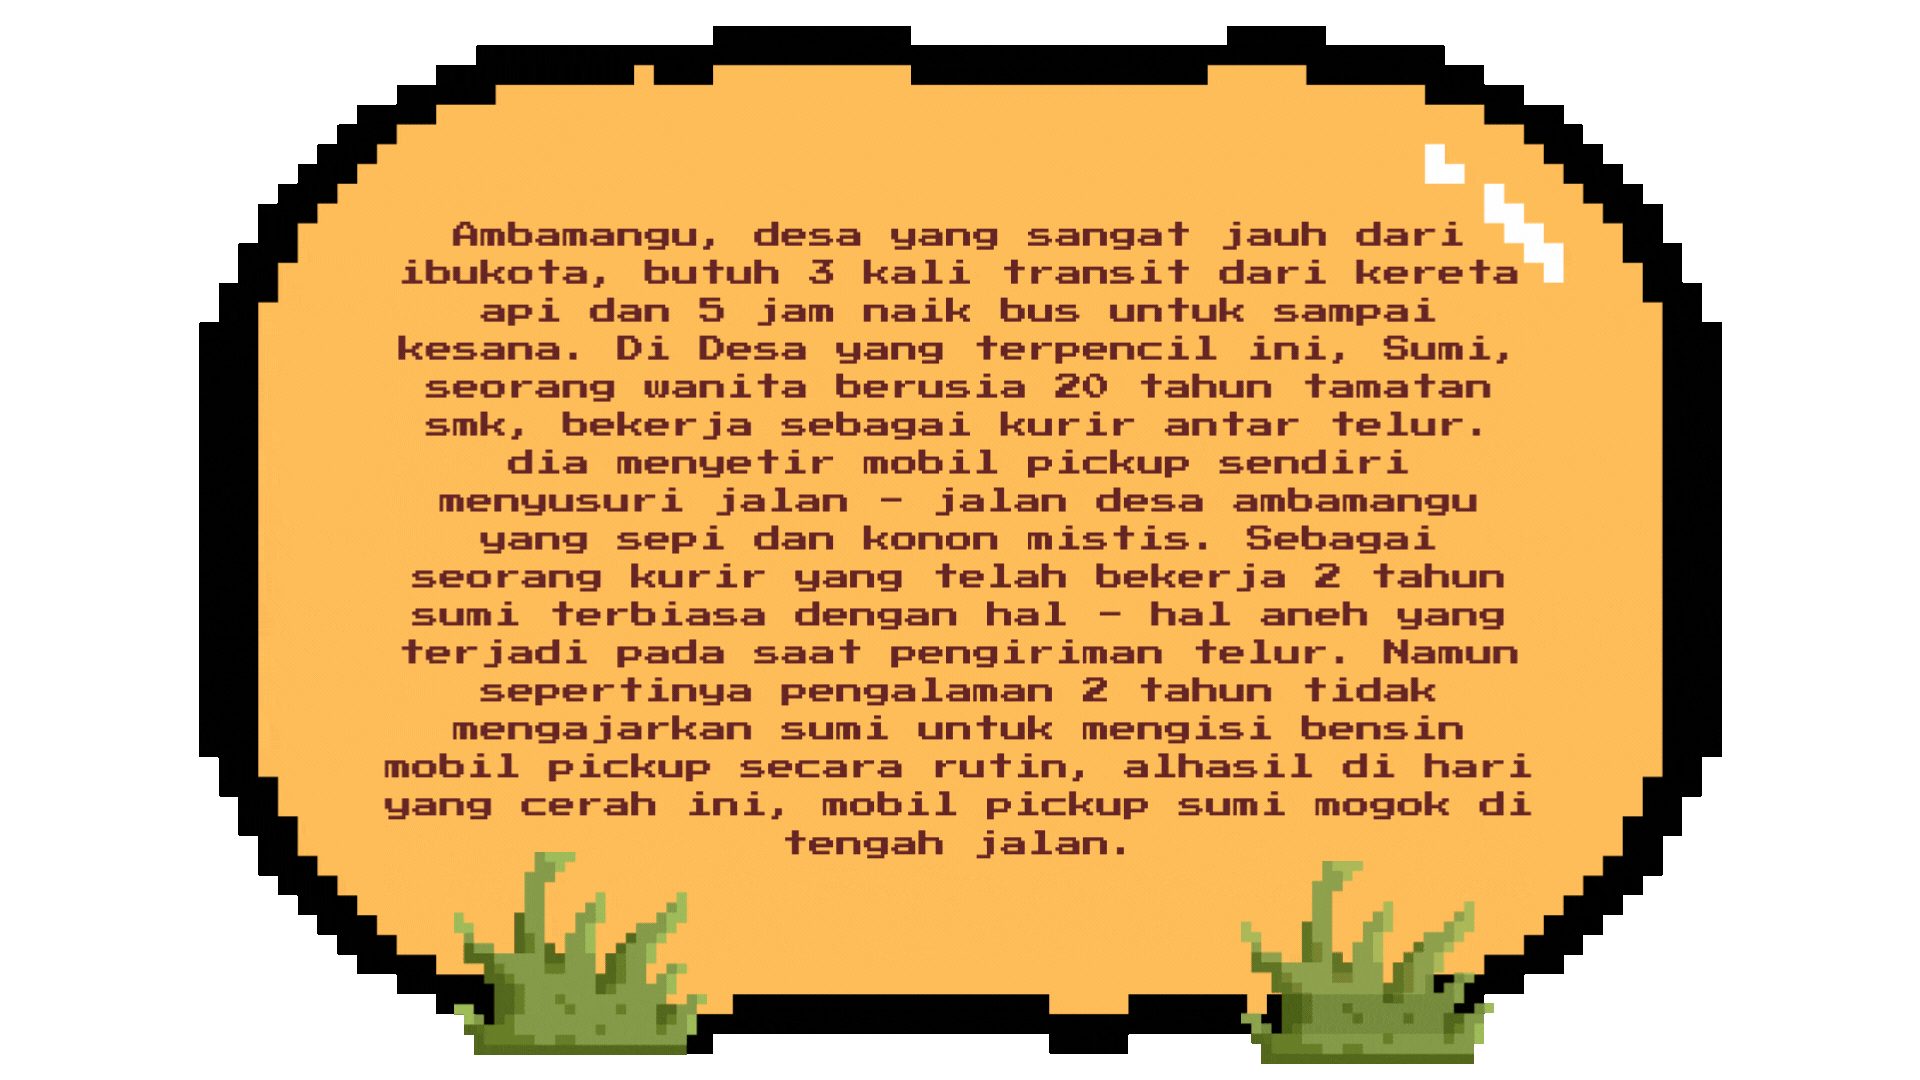 Ambamangu, desa yang sangat jauh dari
ibukota, butuh 3 kali transit dari kereta
api dan 5 jam naik bus untuk sampai
kesana. Di Desa yang terpencil ini, Sumi,
seorang wanita berusia 20 tahun tamatan
smk, bekerja sebagai kurir antar telur.
dia menyetir mobil pickup sendiri
menyusuri jalan - jalan desa ambamangu
yang sepi dan konon mistis. Sebagai
seorang kurir yang telah bekerja 2 tahun
sumi terbiasa dengan hal - hal aneh yang
terjadi pada saat pengiriman telur. Namun
sepertinya pengalaman 2 tahun tidak
mengajarkan sumi untuk mengisi bensin
mobil pickup secara rutin, alhasil di hari
yang cerah ini, mobil pickup sumi mogok di
tengah jalan.